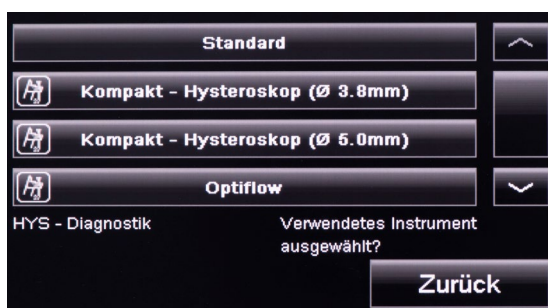 Standard
Kompakt - Hysteroskop (Ø 3.8mm)
Kompakt - Hysteroskop (Ø 5.0mm)
Optiflow
HYS - Diagnostik
Verwendetes Instrument
ausgewählt?
Zurück